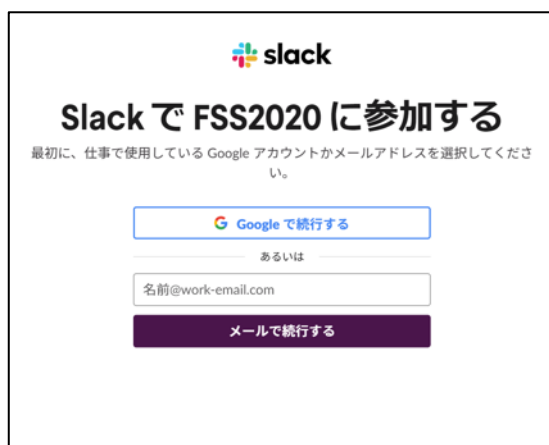 slack
Slack で FSS2020 に参加する
最初に、仕事で使用している Google アカウントかメールアドレスを選択してくださ
い。
Google で続行する
あるいは
名前@work-email.com
メールで続行する